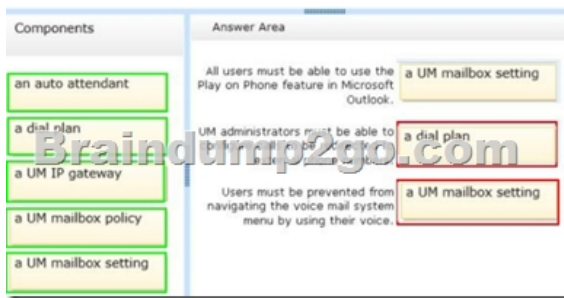 Components
Answer Area
an auto attendant
a dial plan
a UM IP gateway
a UM mailbox policy
a UM mailbox setting
All users must be able to use the
Play on Phone feature in Microsoft
Outlook.
a UM mailbox setting
UM administrators must be able to
a dial plan
Braindump2go.com
Users must be prevented from
navigating the voice mail system
menu by using their voice.
a UM mailbox setting